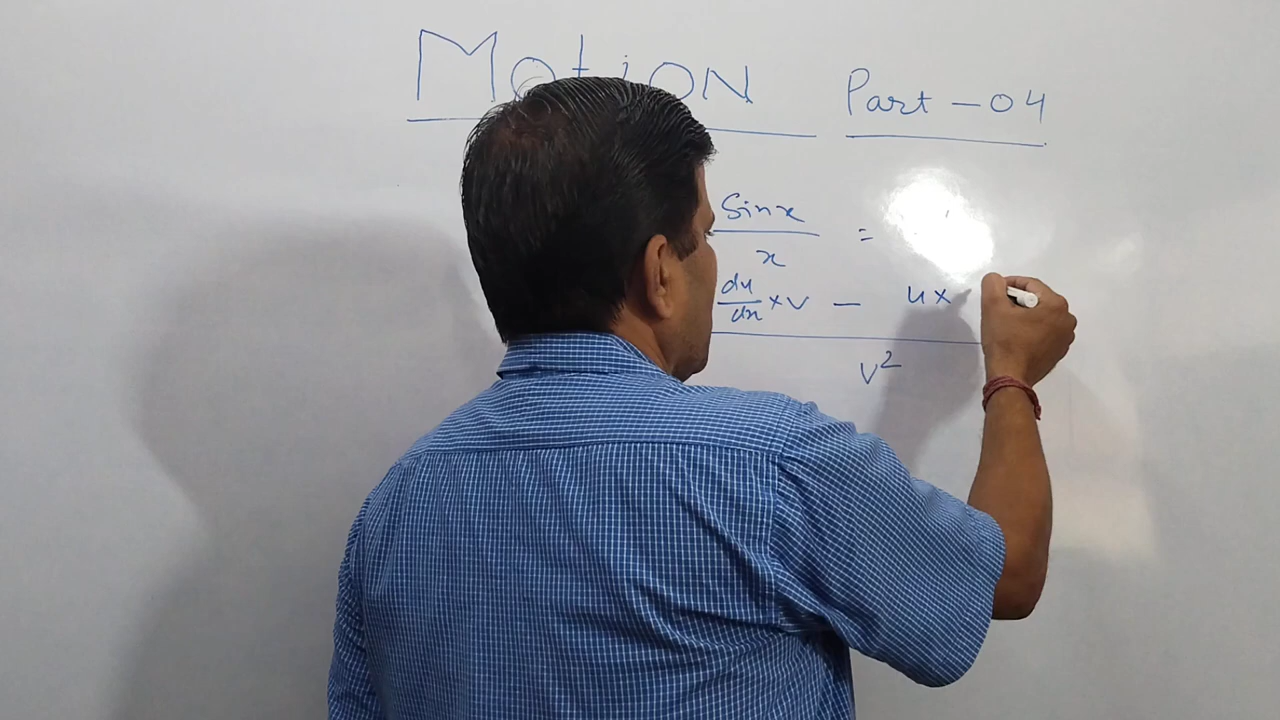 Motion Part - 04
Sinx
=
x
du/dx × v - u×
v²